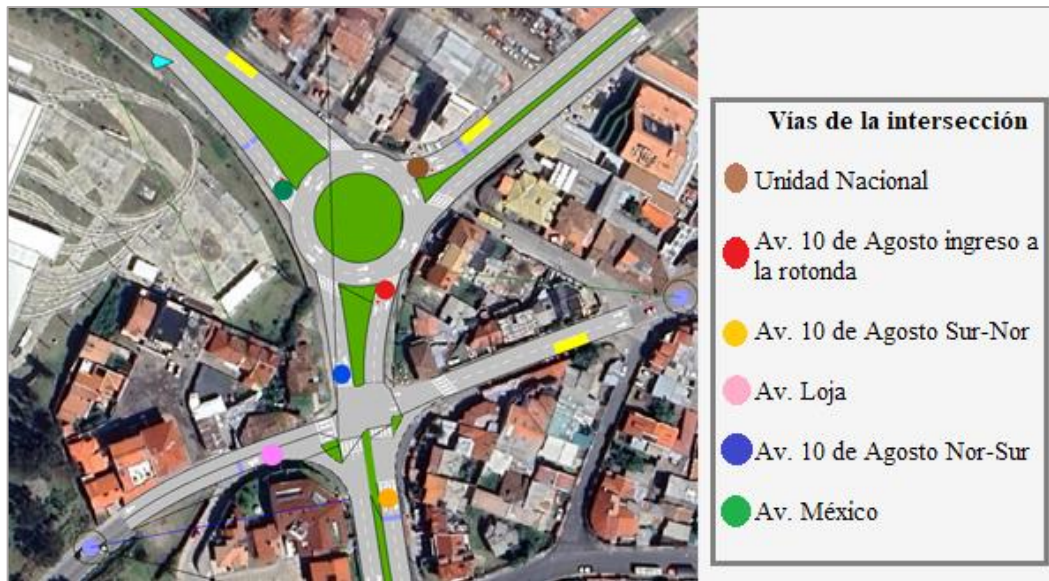 Vías de la intersección
Unidad Nacional
Av. 10 de Agosto ingreso a
la rotonda
Av. 10 de Agosto Sur-Nor
Av. Loja
Av. 10 de Agosto Nor-Sur
Av. México